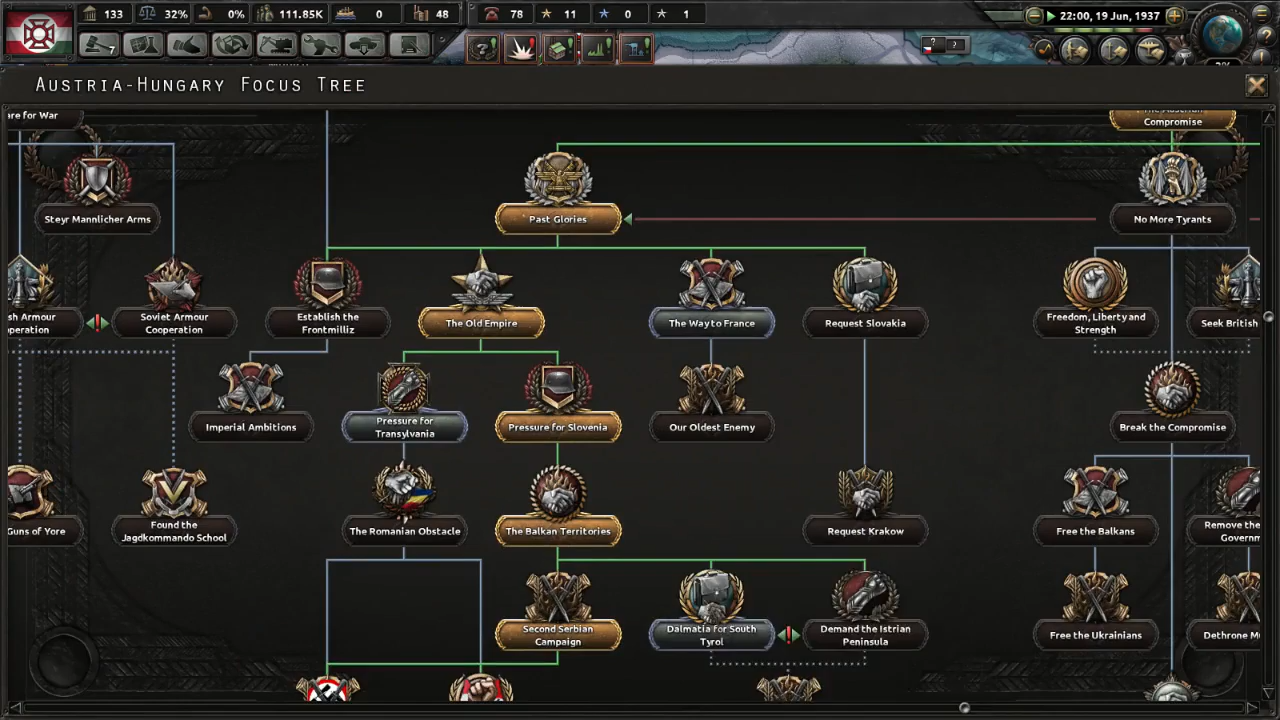 133 32% 0% 111.85K 0 48 78 11 0 1
22:00, 19 Jun, 1937
7
? ?
Austria-Hungary Focus Tree
are for War
Compromise
Steyr Mannlicher Arms
Past Glories
No More Tyrants
sh Armour
operation
Soviet Armour
Cooperation
Establish the
Frontmilliz
The Old Empire
The Way to France
Request Slovakia
Freedom, Liberty and
Strength
Seek British
Imperial Ambitions
Pressure for
Transylvania
Pressure for Slovenia
Our Oldest Enemy
Break the Compromise
Guns of Yore
Found the
Jagdkommando School
The Romanian Obstacle
The Balkan Territories
Request Krakow
Free the Balkans
Remove the
Governm
Second Serbian
Campaign
Dalmatia for South
Tyrol
Demand the Istrian
Peninsula
Free the Ukrainians
Dethrone M